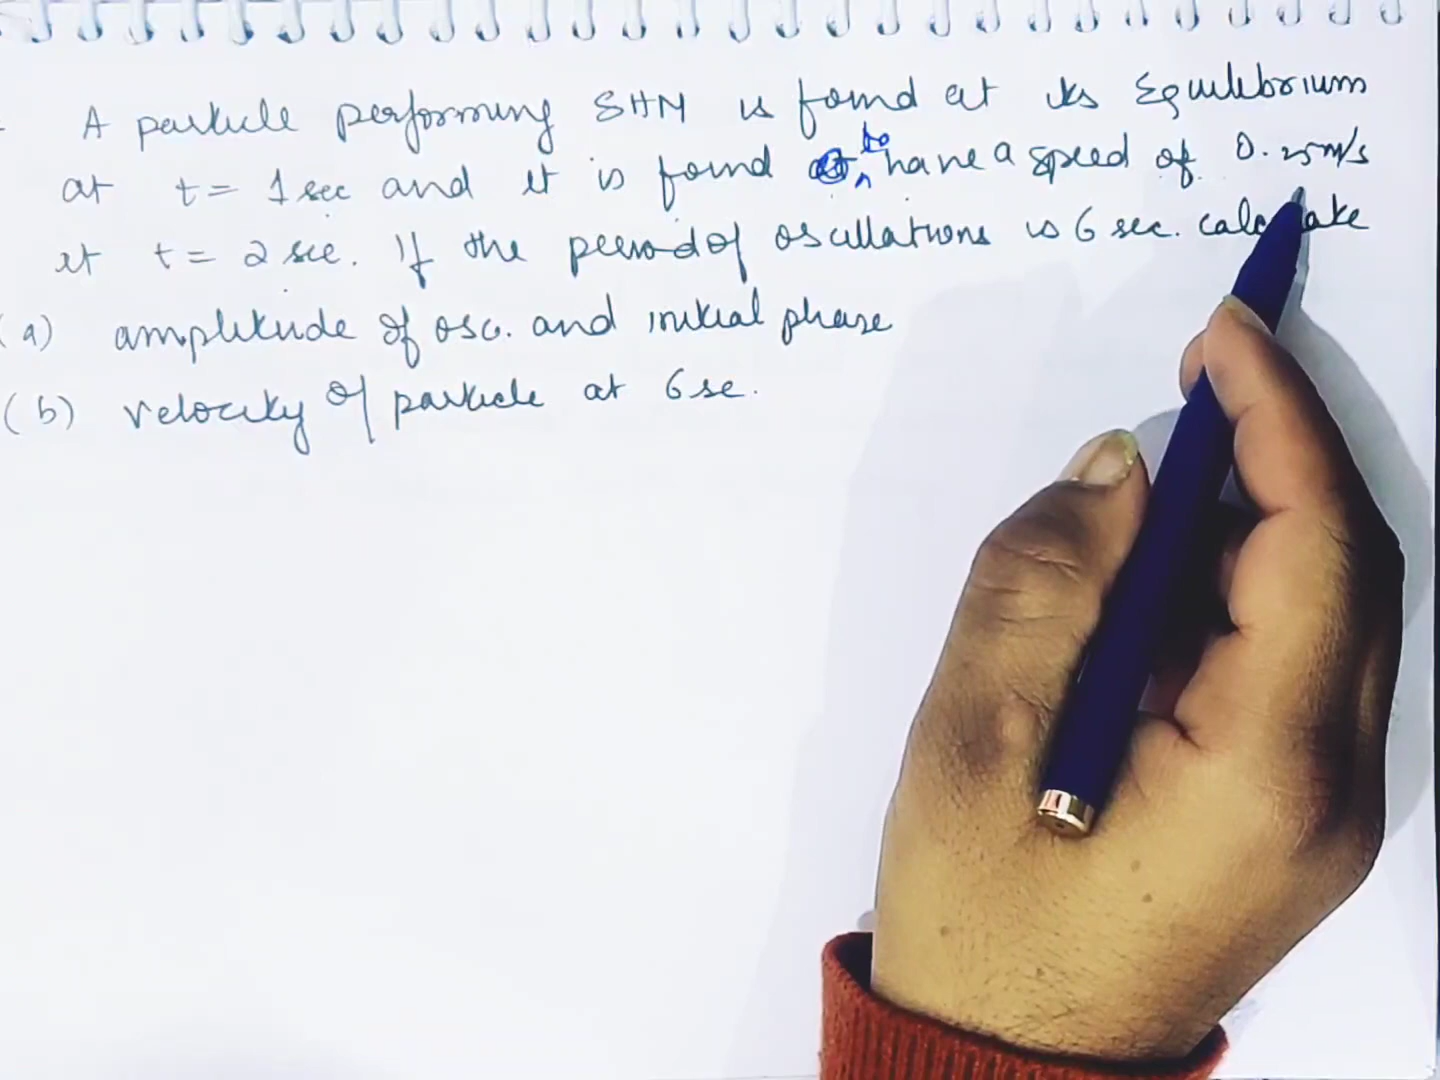 A particle performing SHM is found at its Equilibrium
at t = 1 sec and it is found to have a speed of 0.25 m/s
at t = 2 sec. If the period of oscillations is 6 sec. calculate
(a) amplitude of osc. and initial phase
(b) velocity of particle at 6 se.